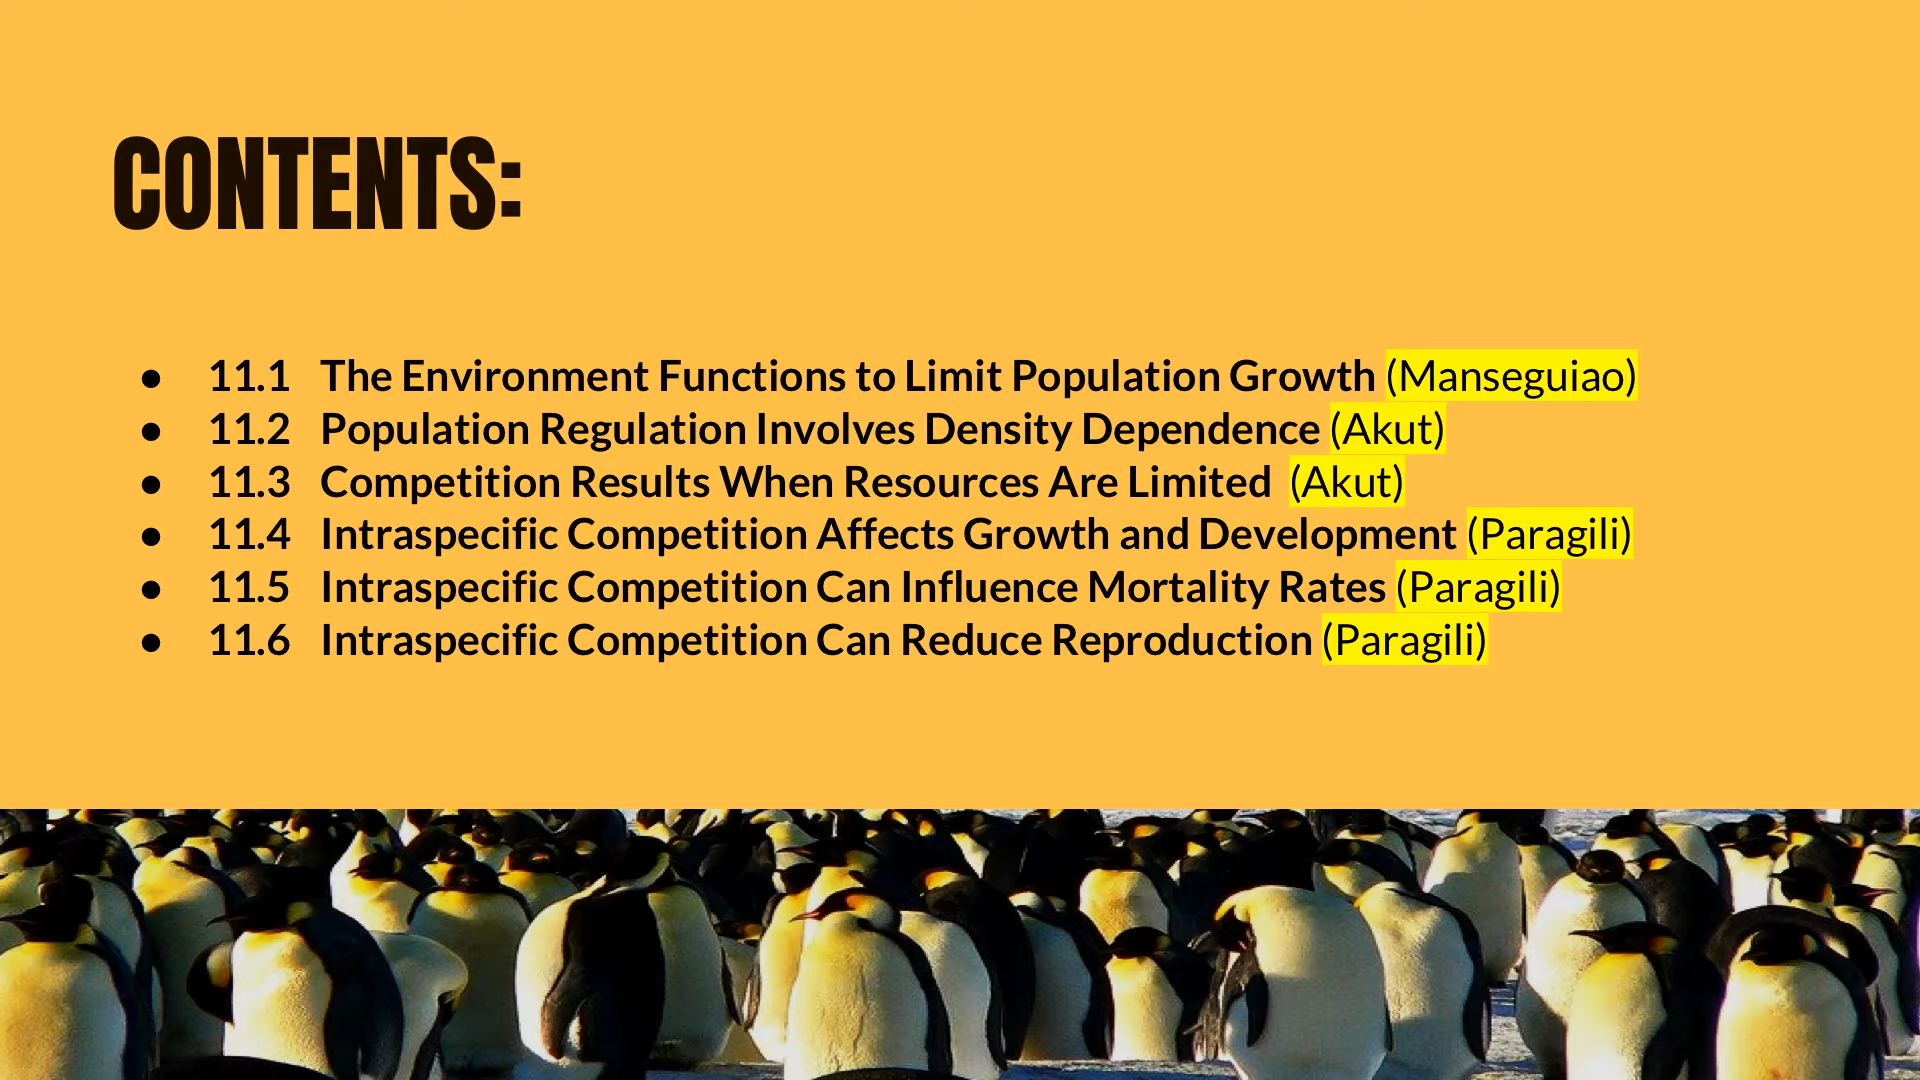 CONTENTS:
● 11.1 The Environment Functions to Limit Population Growth (Manseguiao)
● 11.2 Population Regulation Involves Density Dependence (Akut)
● 11.3 Competition Results When Resources Are Limited (Akut)
● 11.4 Intraspecific Competition Affects Growth and Development (Paragili)
● 11.5 Intraspecific Competition Can Influence Mortality Rates (Paragili)
● 11.6 Intraspecific Competition Can Reduce Reproduction (Paragili)